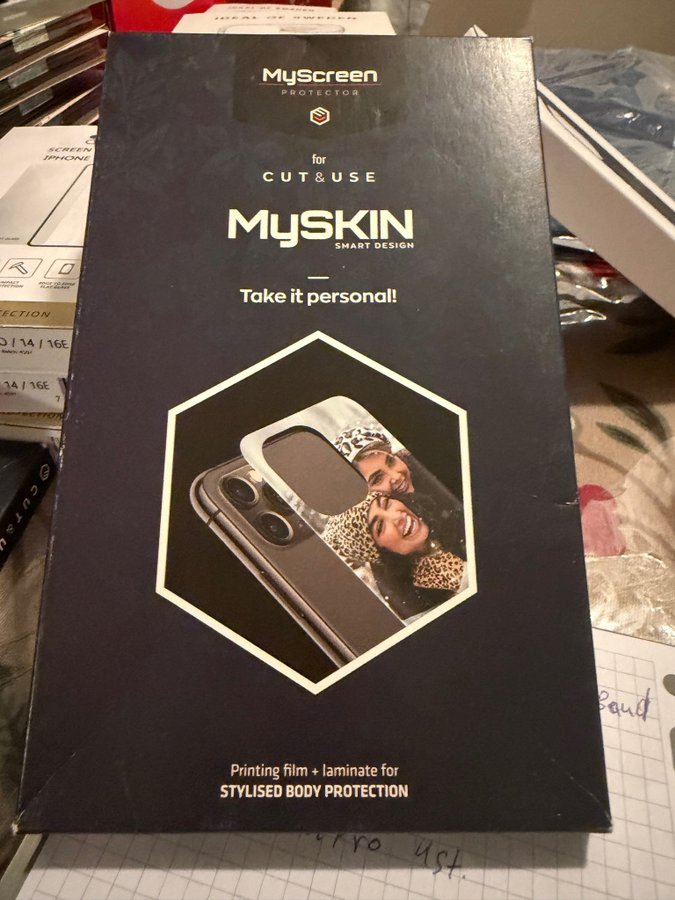 IDEAL OF SWEDEN
MyScreen
PROTECTOR
for
CUT&USE
MySKIN
SMART DESIGN
Take it personal!
Printing film + laminate for
STYLISED BODY PROTECTION
SCREEN
IPHONE
/ 14 / 16E
14 / 16E